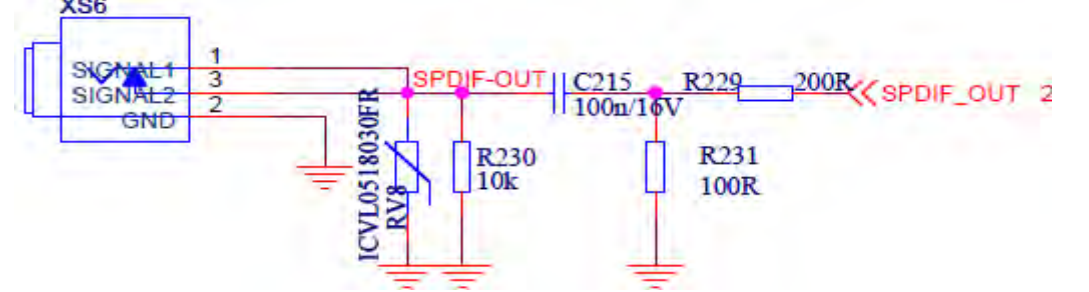 XS6
SIGNAL1 1
SIGNAL2 3
GND 2
SPDIF-OUT
C215
100n/16V
R229 200R
SPDIF_OUT 2
ICVL0518030FR
RV8
R230
10k
R231
100R